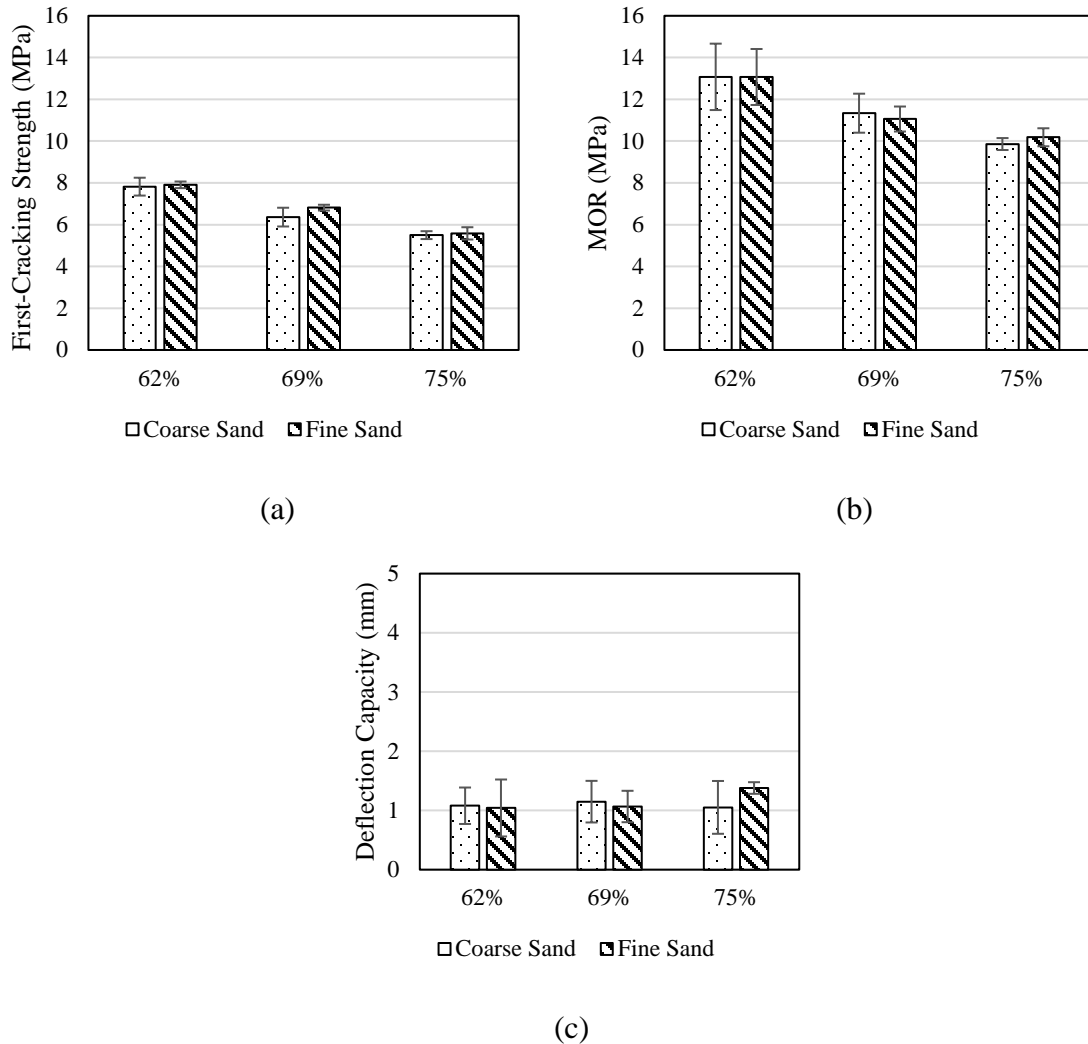 First-Cracking Strength (MPa)
16
14
12
10
8
6
4
2
0
62% 69% 75%
Coarse Sand Fine Sand
(a)
MOR (MPa)
16
14
12
10
8
6
4
2
0
62% 69% 75%
Coarse Sand Fine Sand
(b)
Deflection Capacity (mm)
5
4
3
2
1
0
62% 69% 75%
Coarse Sand Fine Sand
(c)